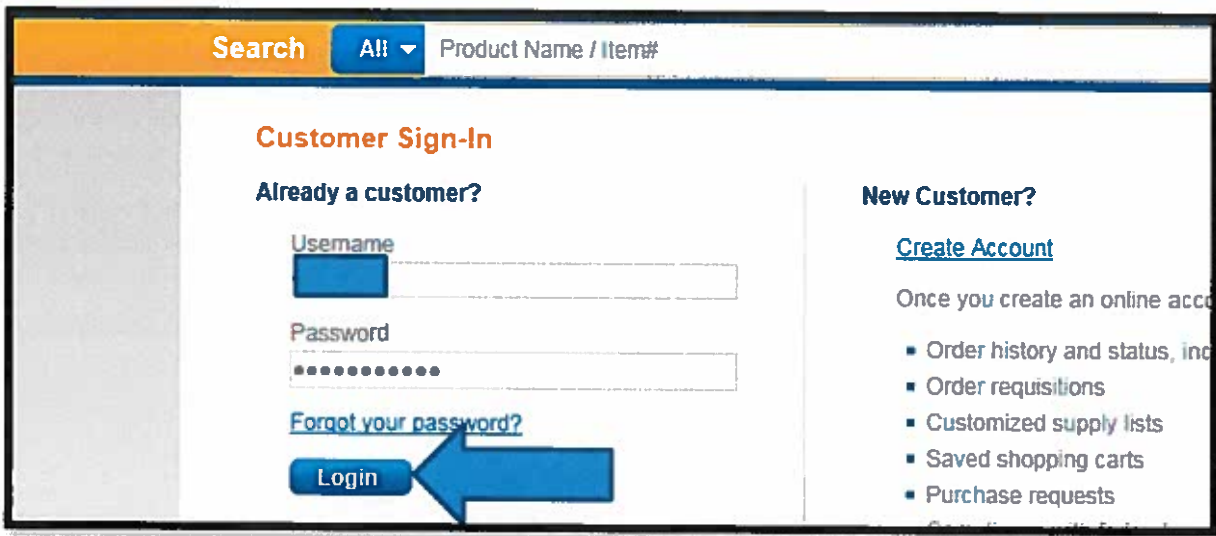 Search All Product Name / Item#
Customer Sign-In
Already a customer?
Username
Password
Forgot your password?
Login
New Customer?
Create Account
Once you create an online acco
Order history and status, inc
Order requisitions
Customized supply lists
Saved shopping carts
Purchase requests